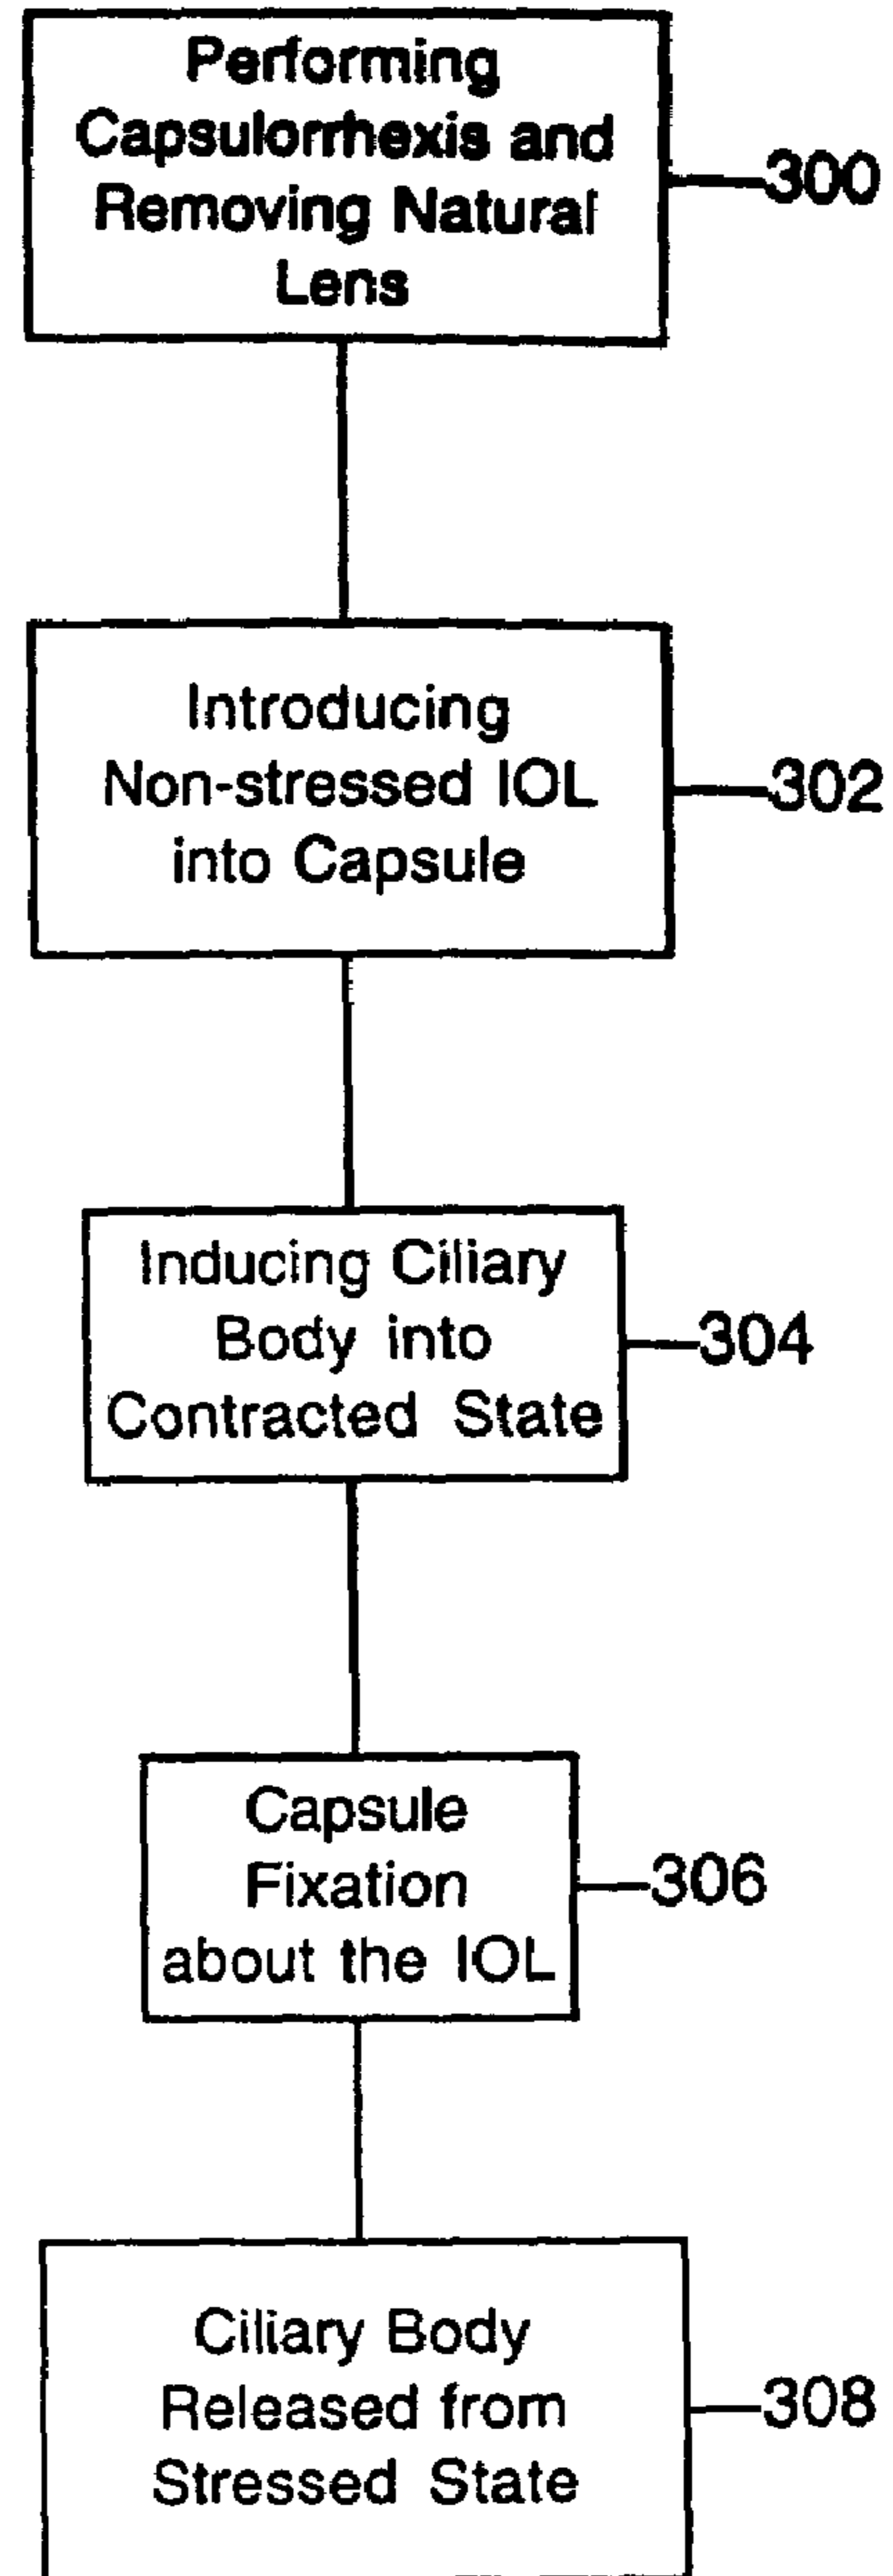 Performing
Capsulorrhexis and
Removing Natural
Lens
300
Introducing
Non-stressed IOL
into Capsule
302
Inducing Ciliary
Body into
Contracted State
304
Capsule
Fixation
about the IOL
306
Ciliary Body
Released from
Stressed State
308